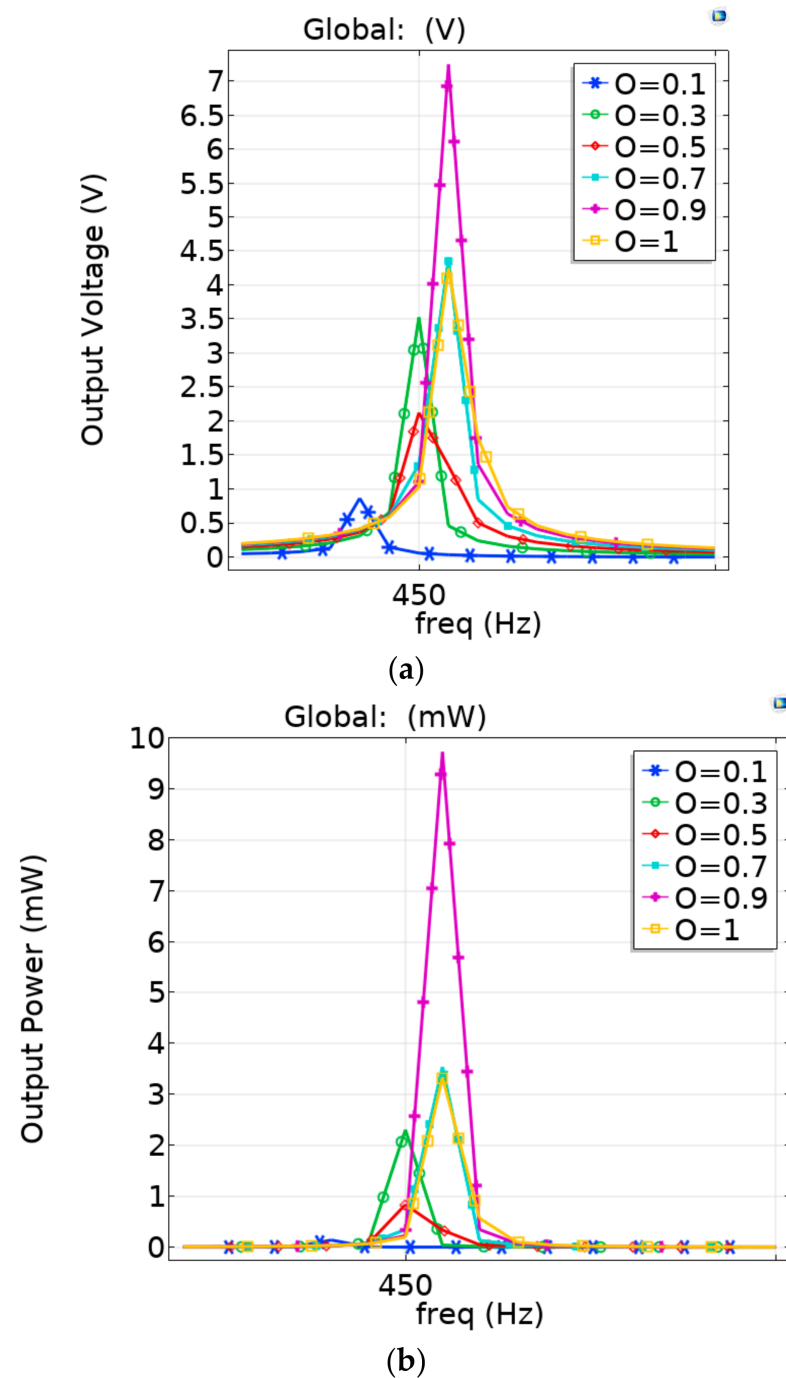 Global: (V)
Output Voltage (V)
7
6.5
6
5.5
5
4.5
4
3.5
3
2.5
2
1.5
1
0.5
0
O=0.1
O=0.3
O=0.5
O=0.7
O=0.9
O=1
450
freq (Hz)
(a)
Global: (mW)
Output Power (mW)
10
9
8
7
6
5
4
3
2
1
0
O=0.1
O=0.3
O=0.5
O=0.7
O=0.9
O=1
450
freq (Hz)
(b)